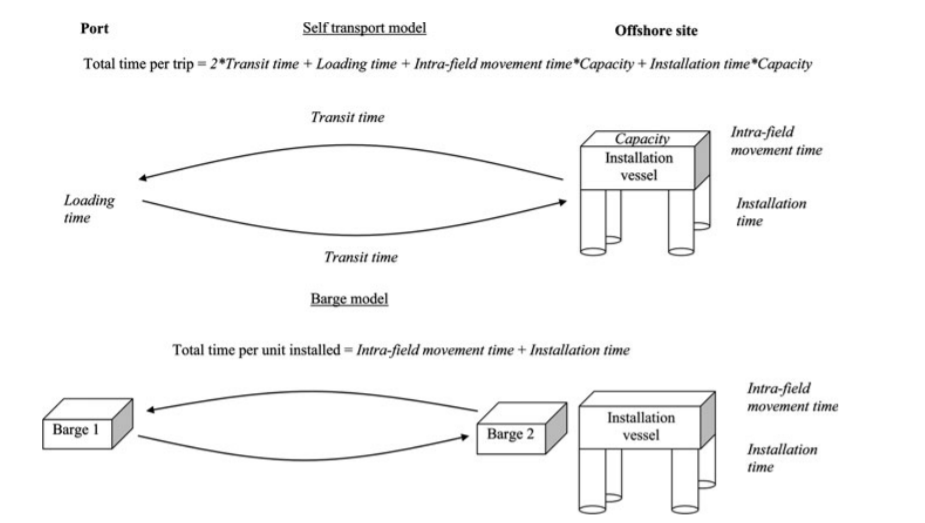 Port
Self transport model
Offshore site
Total time per trip = 2*Transit time + Loading time + Intra-field movement time*Capacity + Installation time*Capacity
Transit time
Capacity
Installation
vessel
Intra-field
movement time
Loading
time
Installation
time
Transit time
Barge model
Total time per unit installed = Intra-field movement time + Installation time
Barge 1
Barge 2
Installation
vessel
Intra-field
movement time
Installation
time